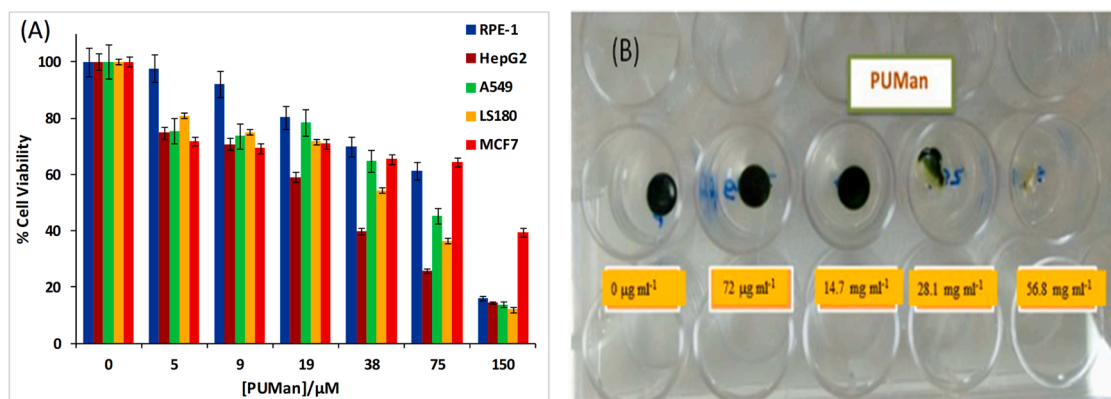 (A)
RPE-1
HepG2
A549
LS180
MCF7
% Cell Viability
100
80
60
40
20
0
0 5 9 19 38 75 150
[PUMan]/µM
(B)
PUMan
0 µg ml-1 72 µg ml-1 14.7 mg ml-1 28.1 mg ml-1 56.8 mg ml-1